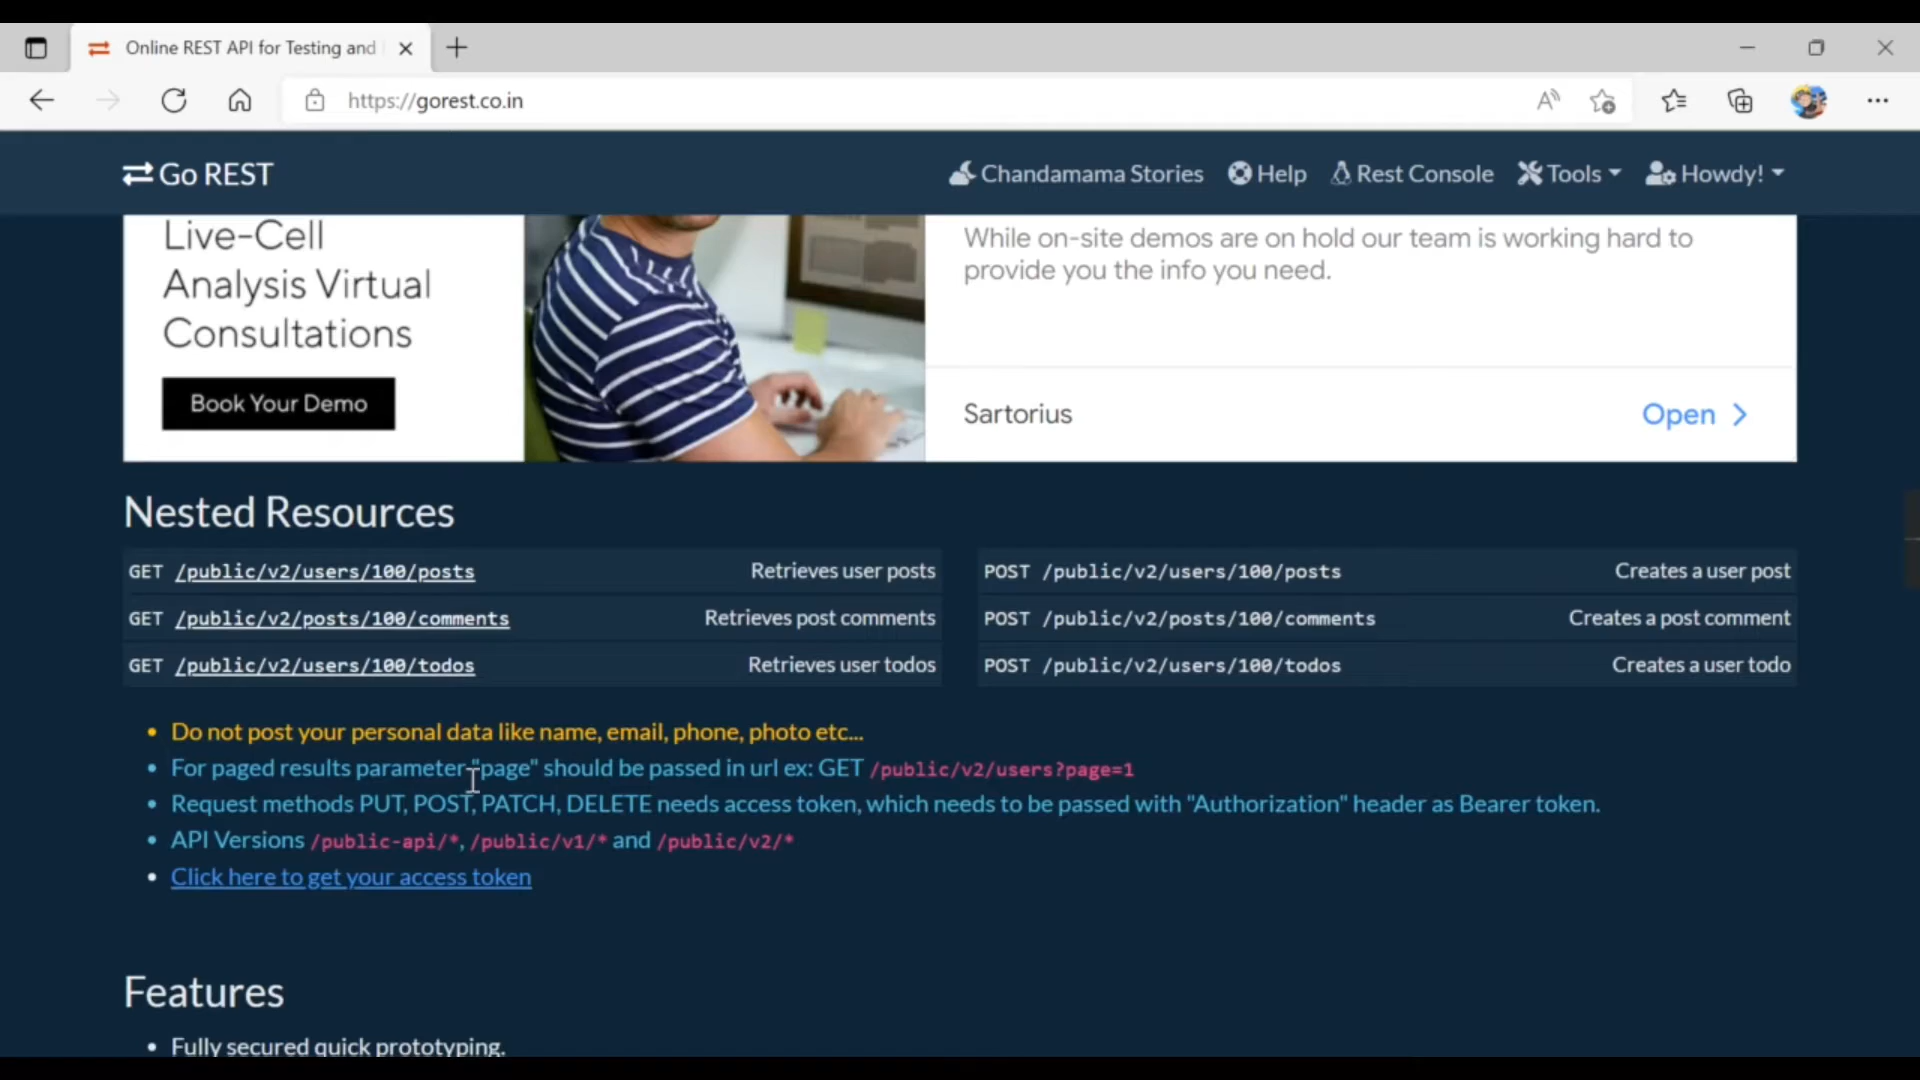 Online REST API for Testing and
https://gorest.co.in
Go REST
Chandamama Stories
Help
Rest Console
Tools
Howdy!
Live-Cell
Analysis Virtual
Consultations
Book Your Demo
While on-site demos are on hold our team is working hard to
provide you the info you need.
Sartorius
Open
Nested Resources
GET /public/v2/users/100/posts Retrieves user posts
GET /public/v2/posts/100/comments Retrieves post comments
GET /public/v2/users/100/todos Retrieves user todos
POST /public/v2/users/100/posts Creates a user post
POST /public/v2/posts/100/comments Creates a post comment
POST /public/v2/users/100/todos Creates a user todo
• Do not post your personal data like name, email, phone, photo etc...
• For paged results parameter "page" should be passed in url ex: GET /public/v2/users?page=1
• Request methods PUT, POST, PATCH, DELETE needs access token, which needs to be passed with "Authorization" header as Bearer token.
• API Versions /public-api/*, /public/v1/* and /public/v2/*
• Click here to get your access token
Features
• Fully secured quick prototyping.